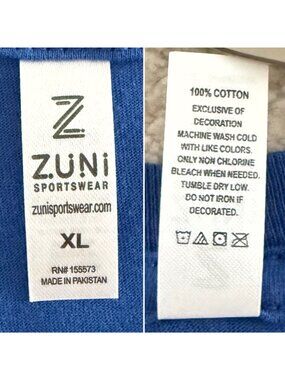 Z
ZUNi
SPORTSWEAR
zunisportswear.com
XL
RN# 155573
MADE IN PAKISTAN
100% COTTON
EXCLUSIVE OF
DECORATION
MACHINE WASH COLD
WITH LIKE COLORS.
ONLY NON CHLORINE
BLEACH WHEN NEEDED.
TUMBLE DRY LOW.
DO NOT IRON IF
DECORATED.